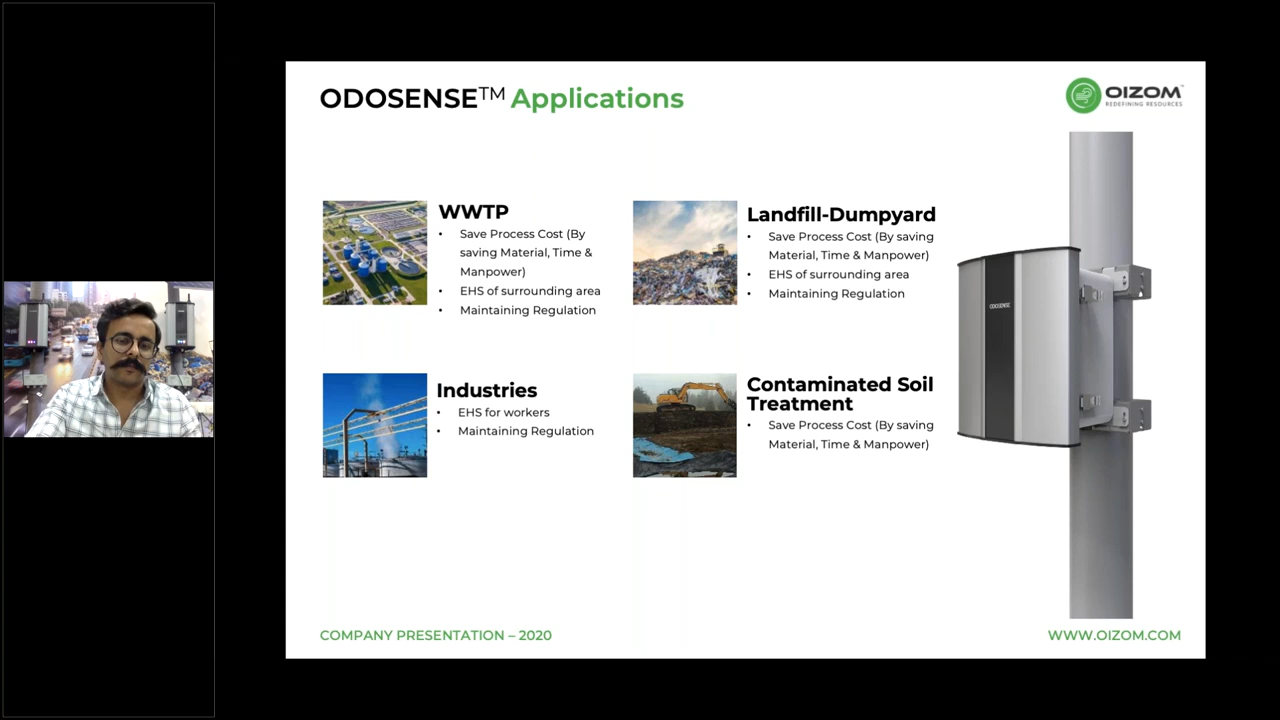 ODOSENSE™ Applications
OIZOM™
REDEFINING RESOURCES
WWTP
• Save Process Cost (By
saving Material, Time &
Manpower)
• EHS of surrounding area
• Maintaining Regulation
Landfill-Dumpyard
• Save Process Cost (By saving
Material, Time & Manpower)
• EHS of surrounding area
• Maintaining Regulation
ODOSENSE
Industries
• EHS for workers
• Maintaining Regulation
Contaminated Soil
Treatment
• Save Process Cost (By saving
Material, Time & Manpower)
COMPANY PRESENTATION – 2020
WWW.OIZOM.COM